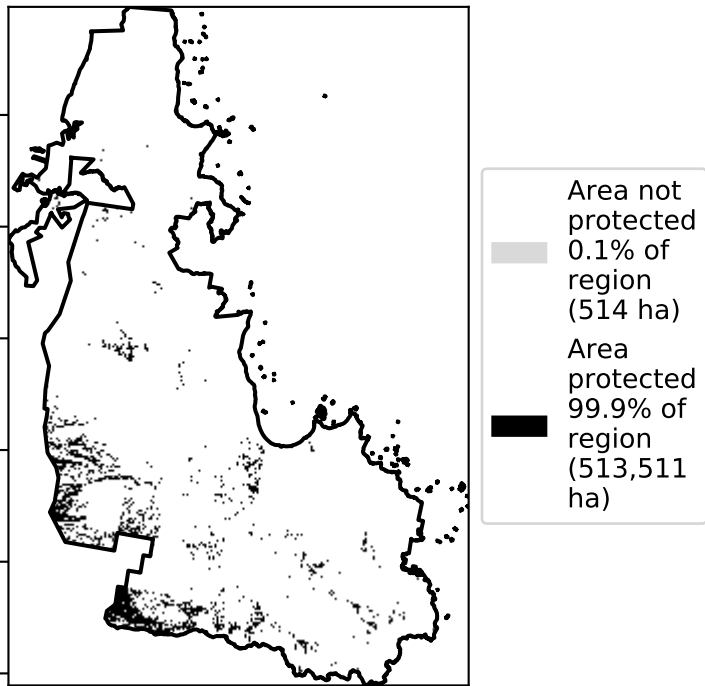 Area not
protected
0.1% of
region
(514 ha)
Area
protected
99.9% of
region
(513,511
ha)